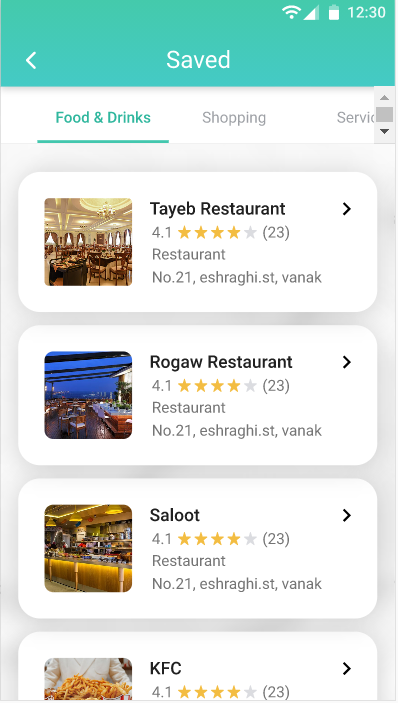 12:30
Saved
Food & Drinks Shopping Servic
Tayeb Restaurant
4.1 (23)
Restaurant
No.21, eshraghi.st, vanak
Rogaw Restaurant
4.1 (23)
Restaurant
No.21, eshraghi.st, vanak
Saloot
4.1 (23)
Restaurant
No.21, eshraghi.st, vanak
KFC
4.1 (23)